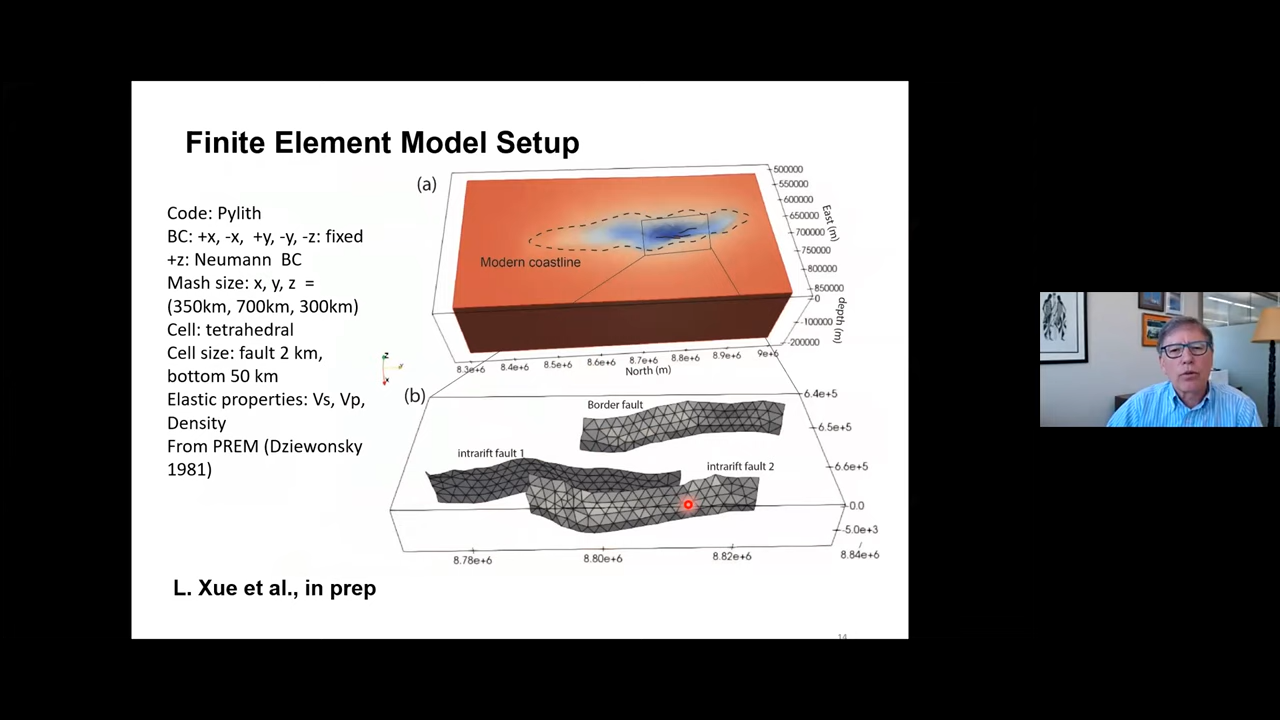 Finite Element Model Setup
Code: Pylith
BC: +x, -x, +y, -y, -z: fixed
+z: Neumann BC
Mash size: x, y, z =
(350km, 700km, 300km)
Cell: tetrahedral
Cell size: fault 2 km,
bottom 50 km
Elastic properties: Vs, Vp,
Density
From PREM (Dziewonsky
1981)
(a)
Modern coastline
500000
550000
600000
650000
700000
750000
800000
850000
East (m)
0
-100000
-200000
depth (m)
8.3e+6 8.4e+6 8.5e+6 8.6e+6 8.7e+6 8.8e+6 8.9e+6 9e+6
North (m)
z
y
x
(b)
Border fault
intrarift fault 1
intrarift fault 2
6.4e+5
6.5e+5
6.6e+5
0.0
-5.0e+3
8.78e+6 8.80e+6 8.82e+6 8.84e+6
L. Xue et al., in prep
14